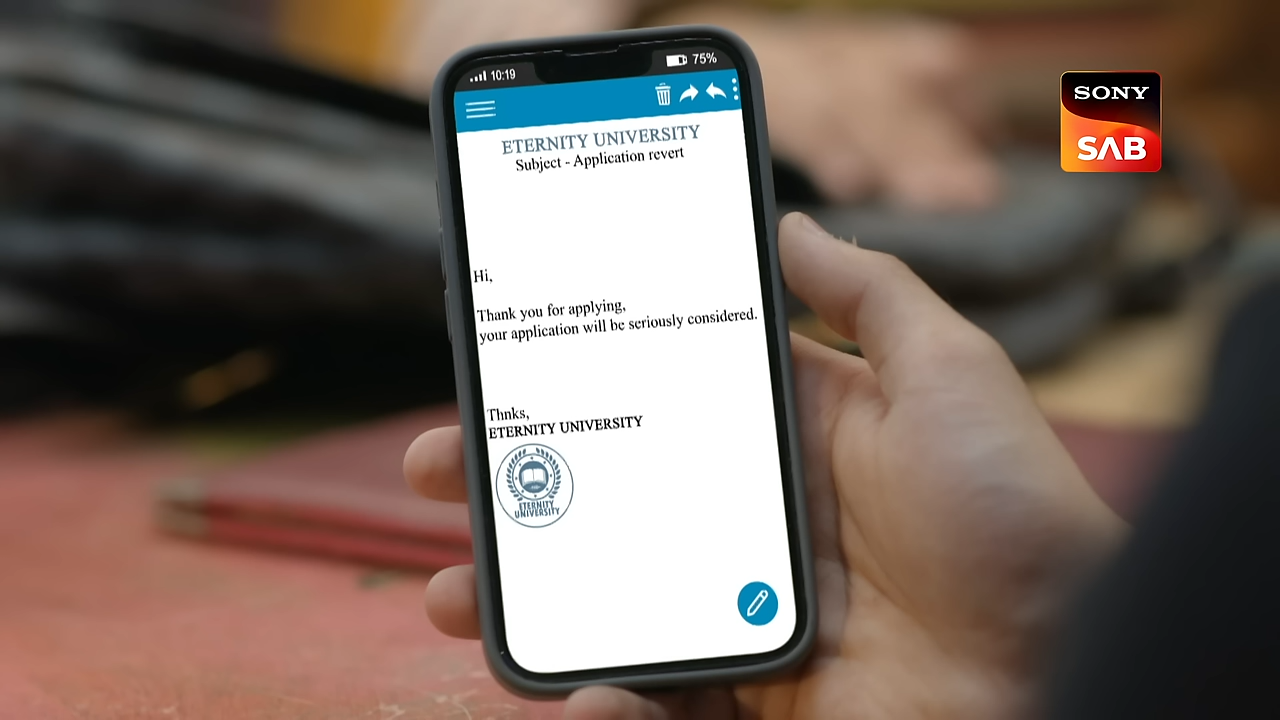 10:19
75%
SONY
SAB
ETERNITY UNIVERSITY
Subject - Application revert
Hi,
Thank you for applying,
your application will be seriously considered.
Thnks,
ETERNITY UNIVERSITY
ETERNITY
UNIVERSITY